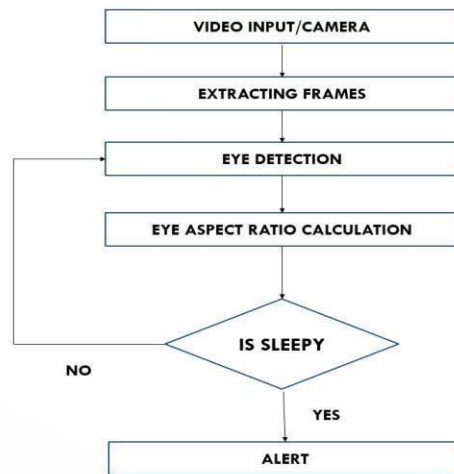 VIDEO INPUT/CAMERA
EXTRACTING FRAMES
EYE DETECTION
EYE ASPECT RATIO CALCULATION
IS SLEEPY
NO
YES
ALERT